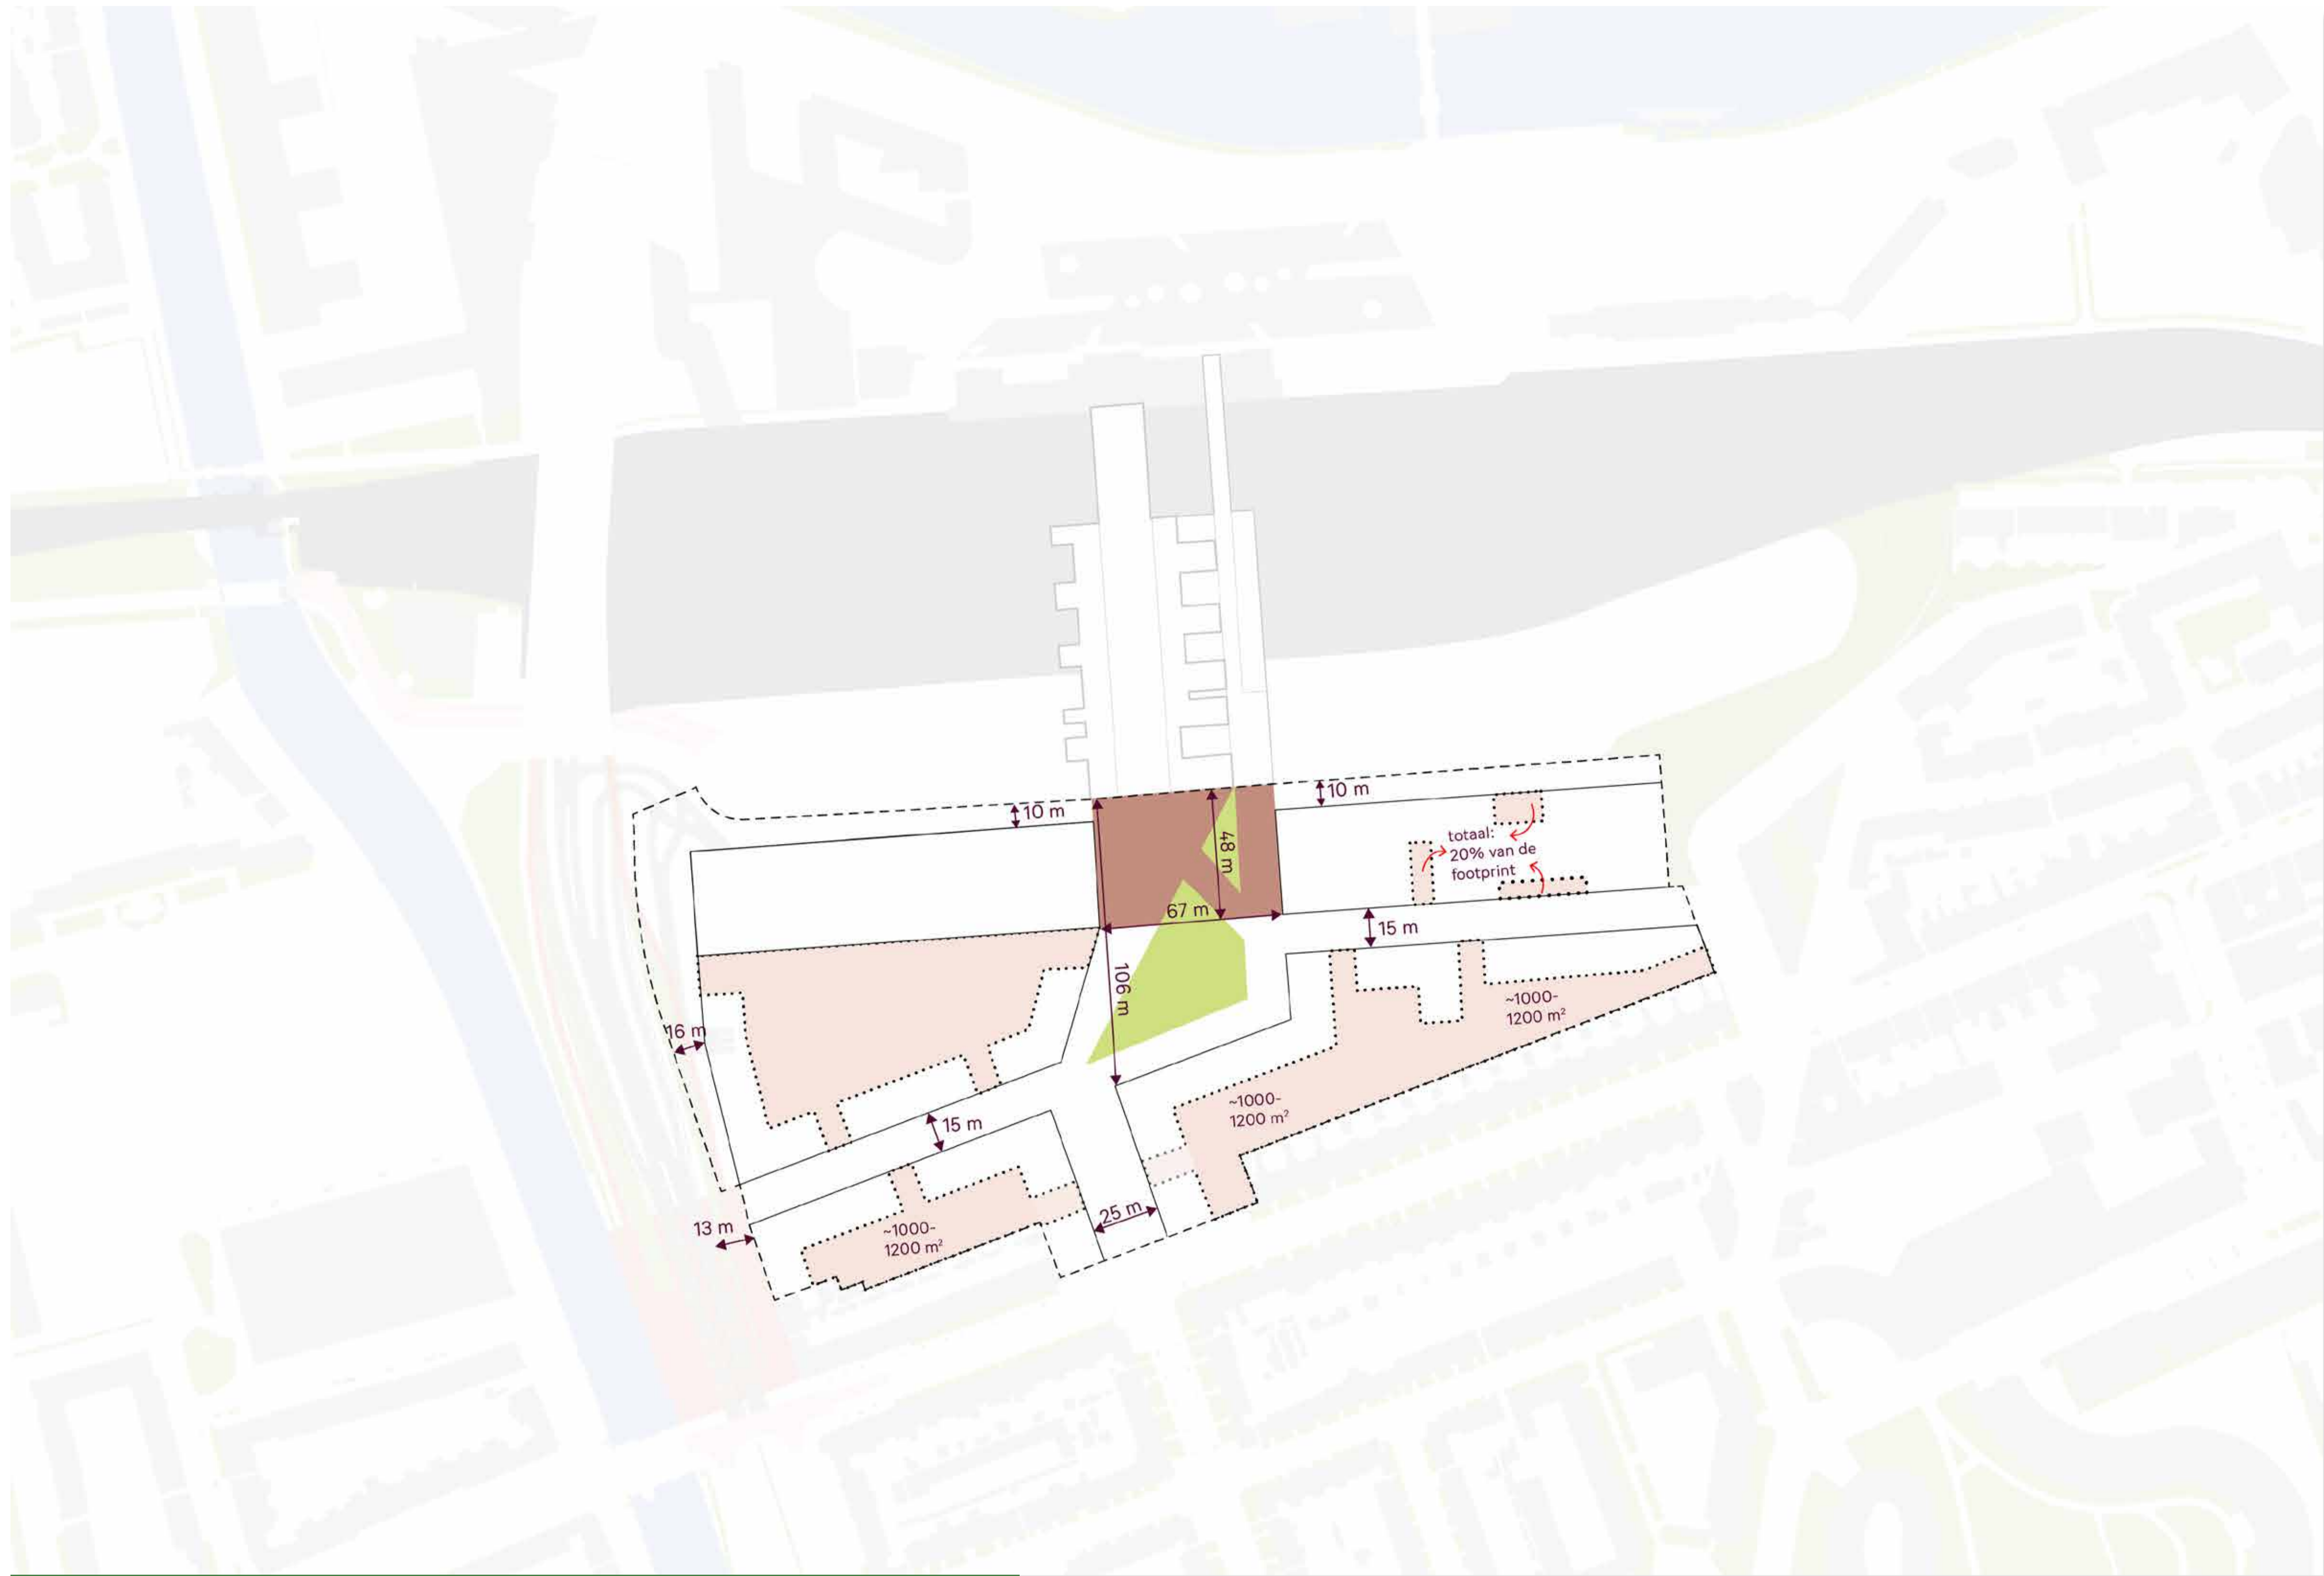 10 m
10 m
48 m
totaal:
20% van de
footprint
67 m
15 m
106 m
~1000-
1200 m²
16 m
~1000-
1200 m²
15 m
25 m
13 m
~1000-
1200 m²